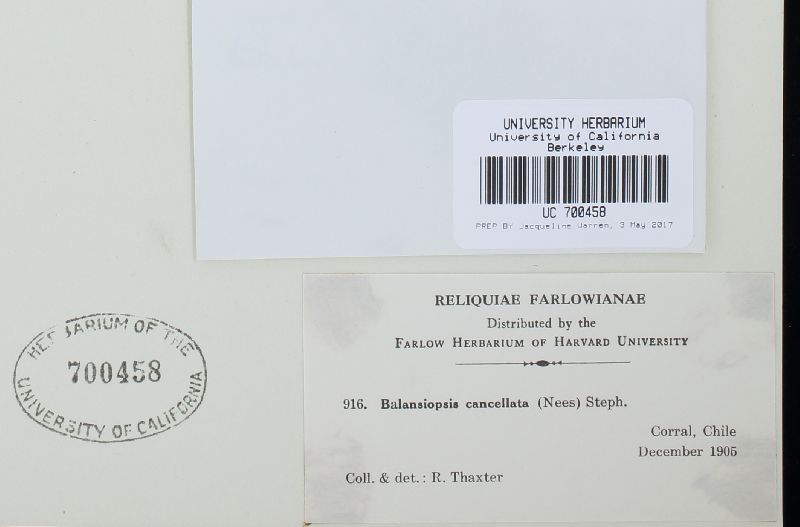 UNIVERSITY HERBARIUM
University of California
Berkeley
UC 700458
PREP BY Jacqueline Warren, 3 May 2017
RELIQUIAE FARLOWIANAE
Distributed by the
FARLOW HERBARIUM OF HARVARD UNIVERSITY
916. Balansiopsis cancellata (Nees) Steph.
Corral, Chile
December 1905
Coll. & det.: R. Thaxter
HERBARIUM OF THE
700458
UNIVERSITY OF CALIFORNIA